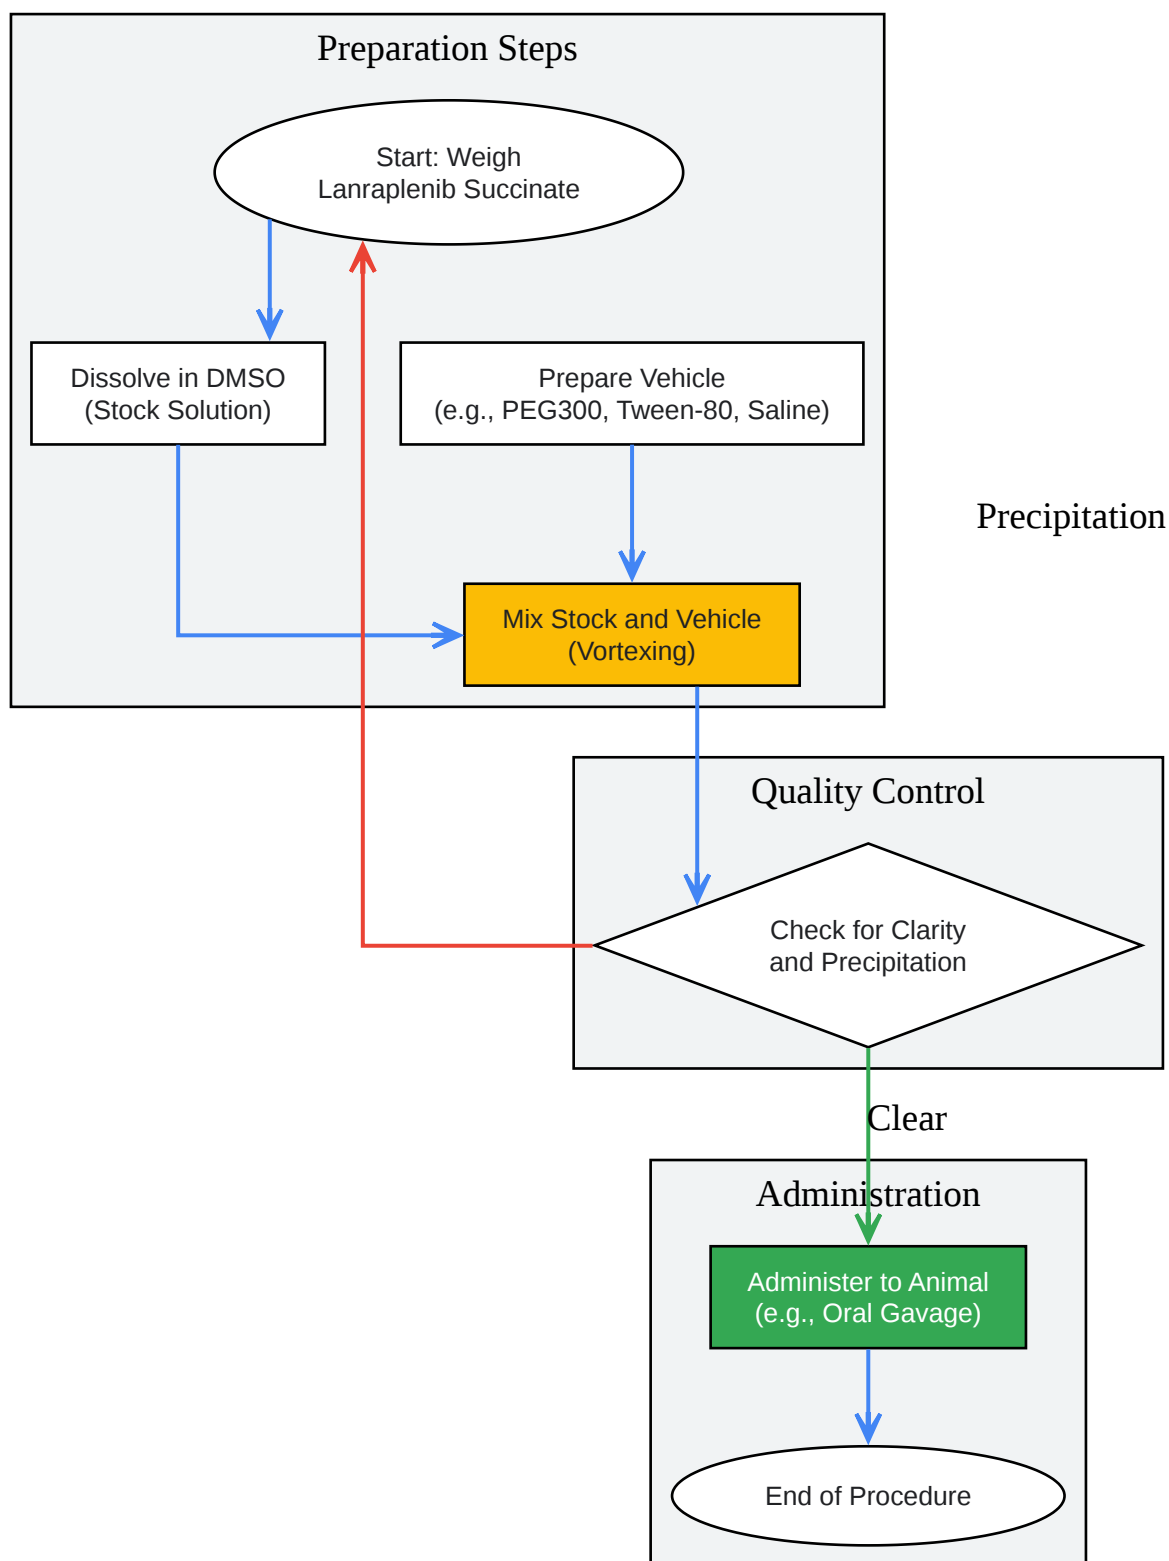 Preparation Steps
Start: Weigh
Lanraplenib Succinate
Dissolve in DMSO
(Stock Solution)
Prepare Vehicle
(e.g., PEG300, Tween-80, Saline)
Precipitation
Mix Stock and Vehicle
(Vortexing)
Quality Control
Check for Clarity
and Precipitation
Clear
Administration
Administer to Animal
(e.g., Oral Gavage)
End of Procedure